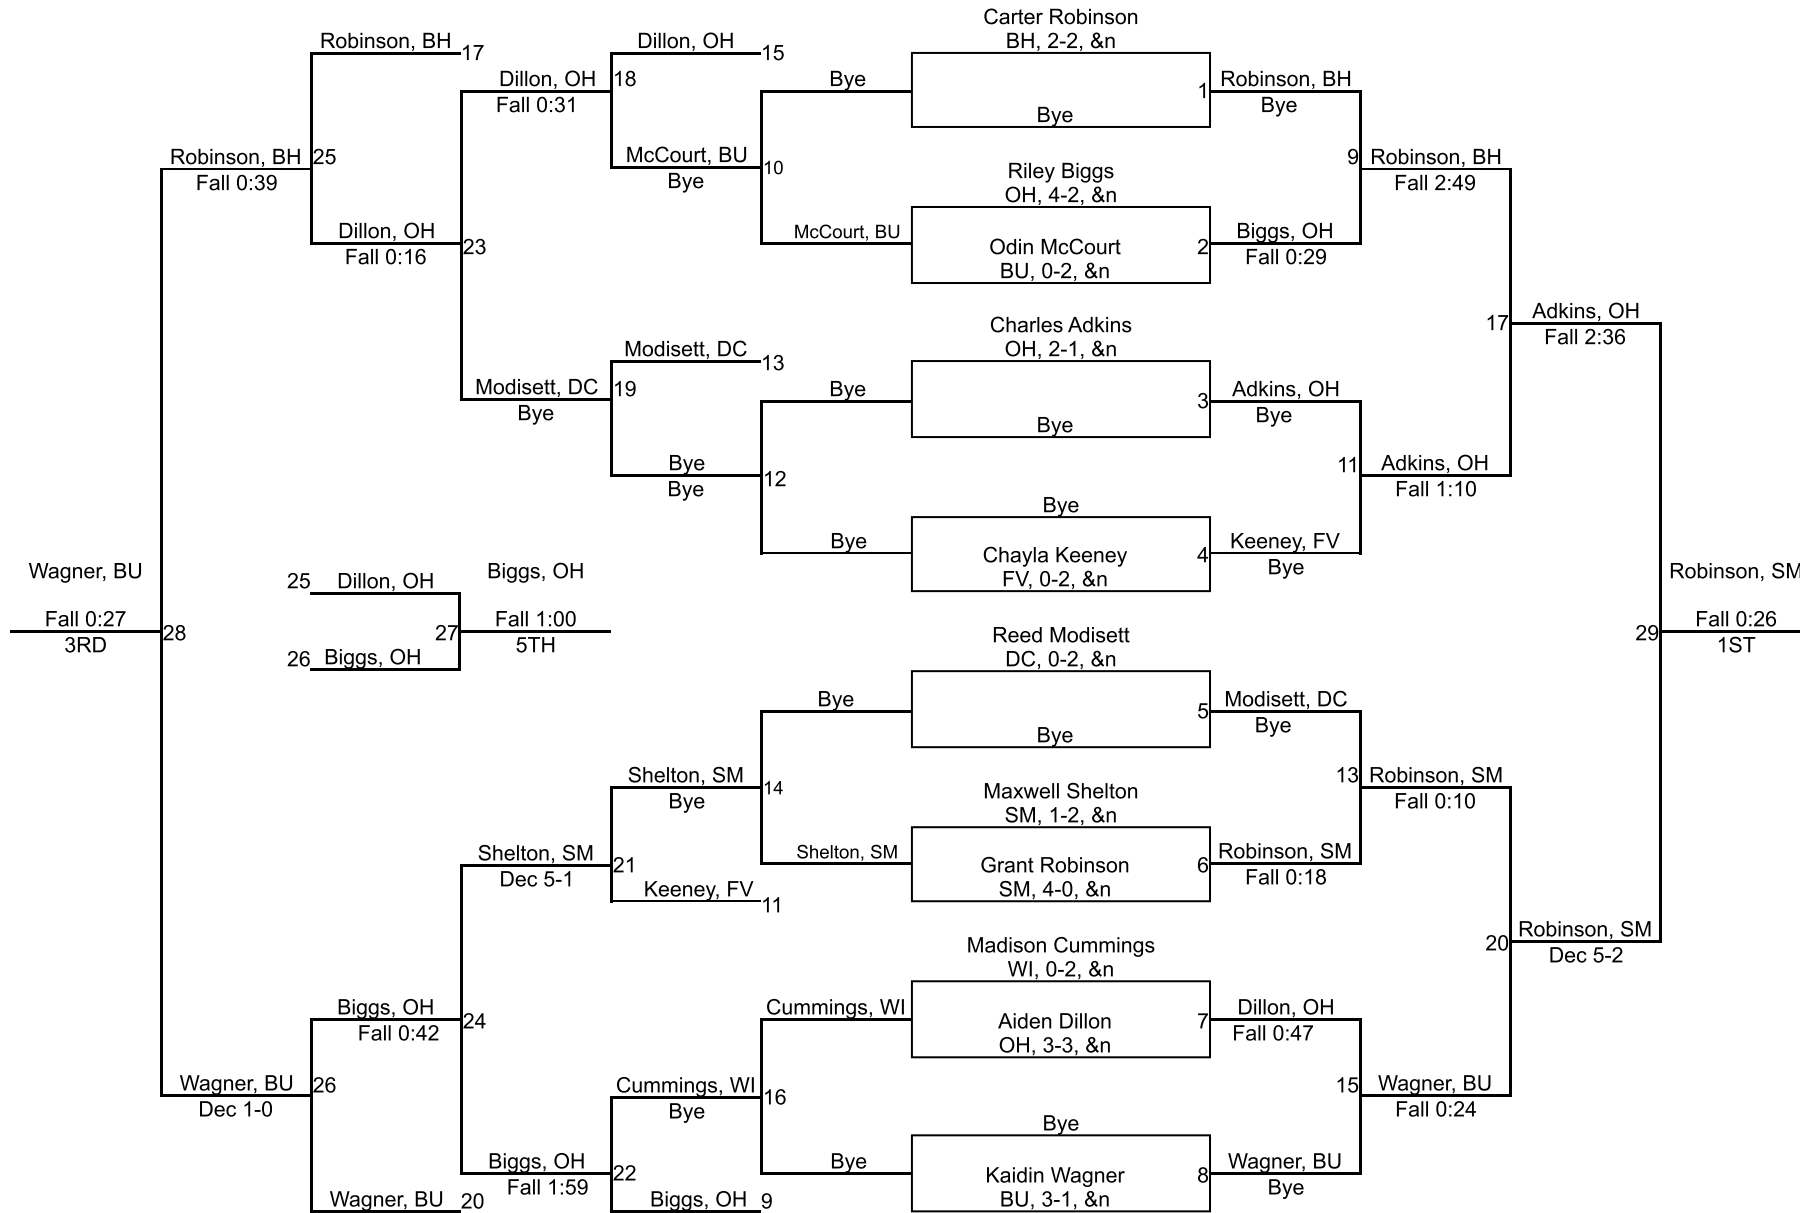 Carter Robinson
BH, 2-2, &n
Robinson, BH
17
Dillon, OH
15
Dillon, OH
18
Fall 0:31
Bye
1
Robinson, BH
Bye
Bye
Robinson, BH
25
Fall 0:39
McCourt, BU
10
Bye
9
Robinson, BH
Fall 2:49
Riley Biggs
OH, 4-2, &n
Dillon, OH
23
Fall 0:16
McCourt, BU
Odin McCourt
BU, 0-2, &n
2
Biggs, OH
Fall 0:29
Charles Adkins
OH, 2-1, &n
17
Adkins, OH
Fall 2:36
Modisett, DC
13
Modisett, DC
19
Bye
Bye
3
Adkins, OH
Bye
Bye
Bye
12
Bye
11
Adkins, OH
Fall 1:10
Bye
Bye
Chayla Keeney
FV, 0-2, &n
4
Keeney, FV
Bye
Wagner, BU
Fall 0:27
3RD
28
25
Dillon, OH
26
Biggs, OH
27
Biggs, OH
Fall 1:00
5TH
Robinson, SM
29
Fall 0:26
1ST
Reed Modisett
DC, 0-2, &n
Bye
5
Modisett, DC
Bye
Bye
Shelton, SM
14
Bye
13
Robinson, SM
Fall 0:10
Maxwell Shelton
SM, 1-2, &n
Shelton, SM
21
Dec 5-1
Shelton, SM
Grant Robinson
SM, 4-0, &n
6
Robinson, SM
Fall 0:18
Keeney, FV
11
20
Robinson, SM
Dec 5-2
Madison Cummings
WI, 0-2, &n
Biggs, OH
24
Fall 0:42
Cummings, WI
Aiden Dillon
OH, 3-3, &n
7
Dillon, OH
Fall 0:47
Wagner, BU
26
Dec 1-0
Cummings, WI
16
Bye
15
Wagner, BU
Fall 0:24
Bye
Biggs, OH
22
Fall 1:59
Bye
Kaidin Wagner
BU, 3-1, &n
8
Wagner, BU
Bye
Wagner, BU
20
Biggs, OH
9